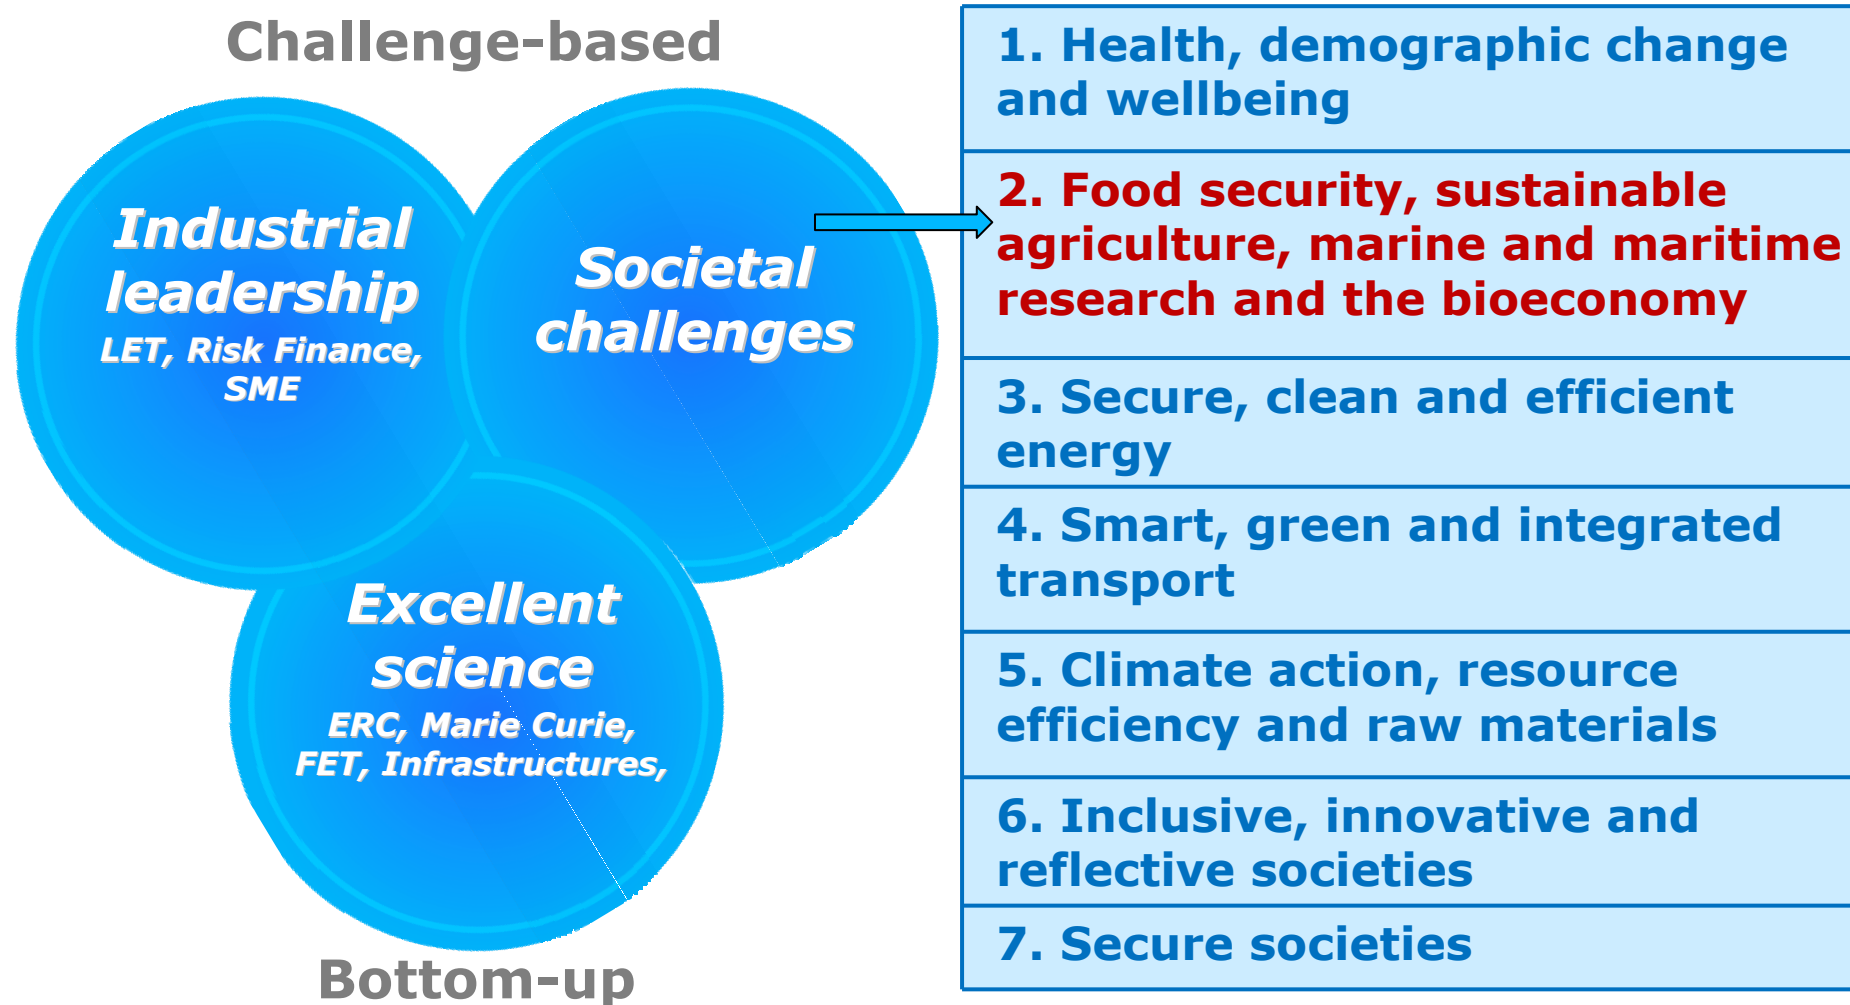 Challenge-based
Industrial
leadership
LET, Risk Finance,
SME
Societal
challenges
Excellent
science
ERC, Marie Curie,
FET, Infrastructures,
Bottom-up
1. Health, demographic change
and wellbeing
2. Food security, sustainable
agriculture, marine and maritime
research and the bioeconomy
3. Secure, clean and efficient
energy
4. Smart, green and integrated
transport
5. Climate action, resource
efficiency and raw materials
6. Inclusive, innovative and
reflective societies
7. Secure societies